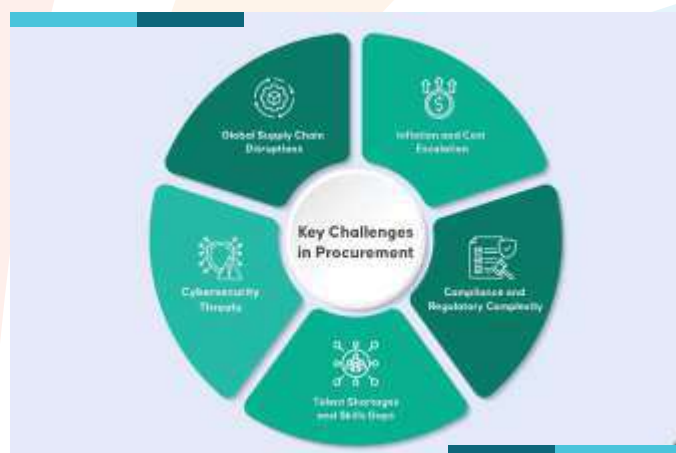 Global Supply Chain
Disruptions
Inflation and Cost
Escalation
Key Challenges
in Procurement
Cybersecurity
Threats
Compliance and
Regulatory Complexity
Talent Shortages
and Skills Gaps